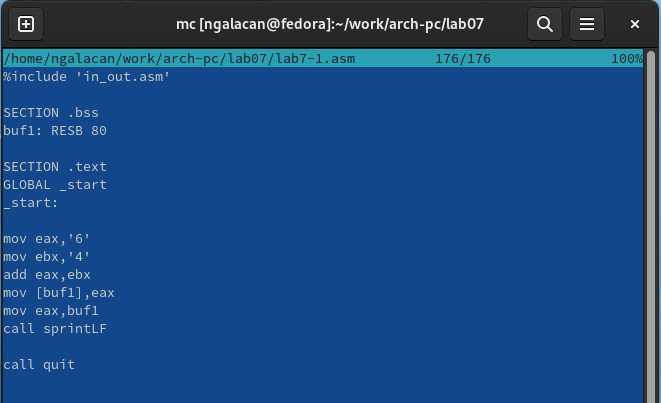 mc [ngalacan@fedora]:~/work/arch-pc/lab07
/home/ngalacan/work/arch-pc/lab07/lab7-1.asm 176/176 100%
%include 'in_out.asm'
SECTION .bss
buf1: RESB 80
SECTION .text
GLOBAL _start
_start:
mov eax,'6'
mov ebx,'4'
add eax,ebx
mov [buf1],eax
mov eax,buf1
call sprintLF
call quit